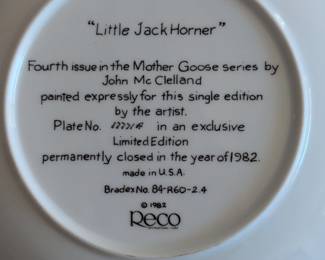 "Little Jack Horner"
Fourth issue in the Mother Goose series by
John McClelland
painted expressly for this single edition
by the artist.
Plate No. in an exclusive
Limited Edition
permanently closed in the year of 1982.
made in U.S.A.
Bradex No. 84-R60-2.4
© 1982
Reco